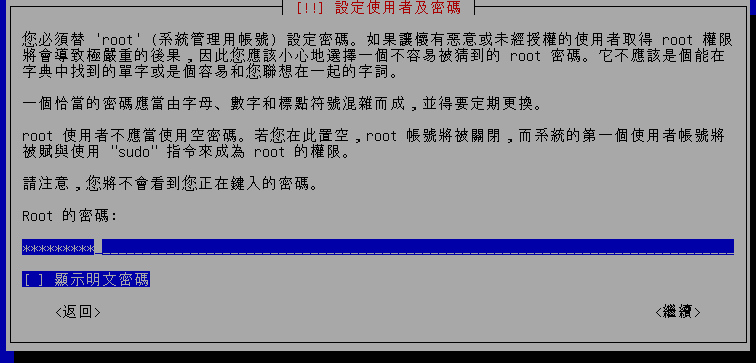 [!!] 設定使用者及密碼
您必須替 'root' (系統管理用帳號) 設定密碼。如果讓懷有惡意或未經授權的使用者取得 root 權限
將會導致極嚴重的後果,因此您應該小心地選擇一個不容易被猜到的 root 密碼。它不應該是個能在
字典中找到的單字或是個容易和您聯想在一起的字詞。
一個恰當的密碼應當由字母、數字和標點符號混雜而成,並得要定期更換。
root 使用者不應當使用空密碼。若您在此置空,root 帳號將被關閉,而系統的第一個使用者帳號將
被賦與使用 "sudo" 指令來成為 root 的權限。
請注意,您將不會看到您正在鍵入的密碼。
Root 的密碼:
*********
[ ] 顯示明文密碼
<返回> <繼續>